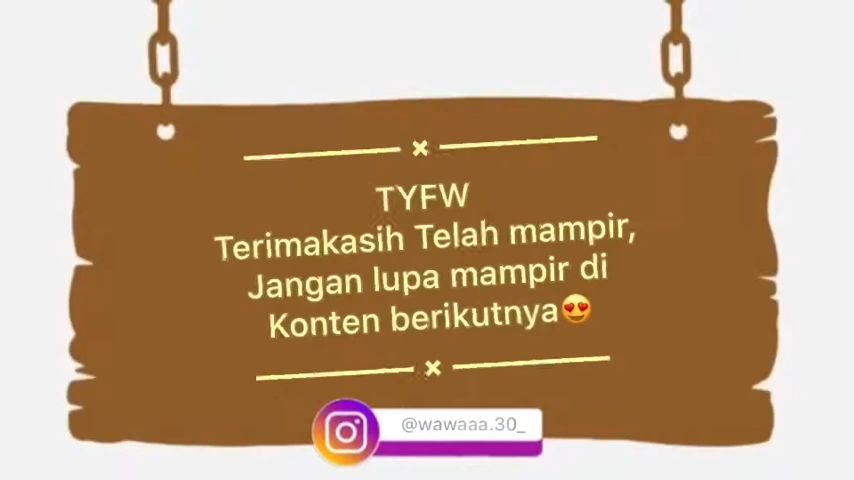 TYFW
Terimakasih Telah mampir,
Jangan lupa mampir di
Konten berikutnya😍
@wawaaa.30_